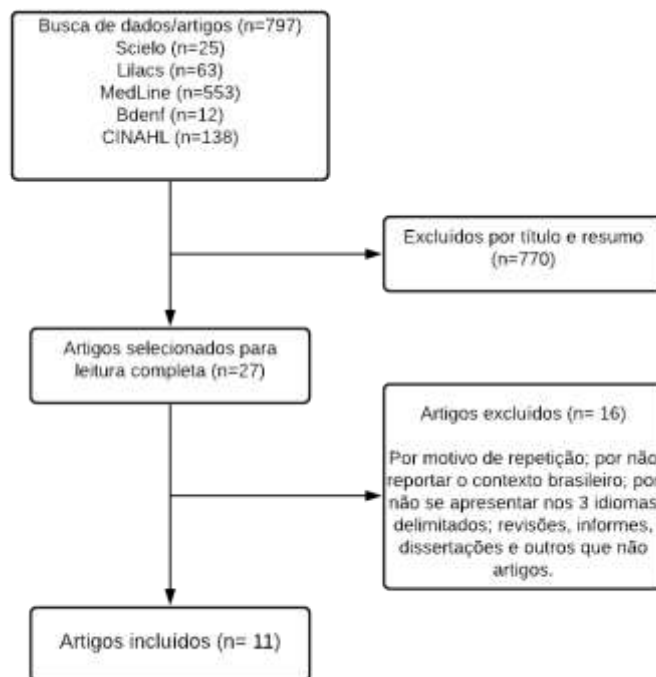 Busca de dados/artigos (n=797)
Scielo (n=25)
Lilacs (n=63)
MedLine (n=553)
Bdenf (n=12)
CINAHL (n=138)
Excluídos por título e resumo
(n=770)
Artigos selecionados para
leitura completa (n=27)
Artigos excluídos (n= 16)
Por motivo de repetição; por não
reportar o contexto brasileiro; por
não se apresentar nos 3 idiomas
delimitados; revisões, informes,
dissertações e outros que não
artigos.
Artigos incluídos (n= 11)